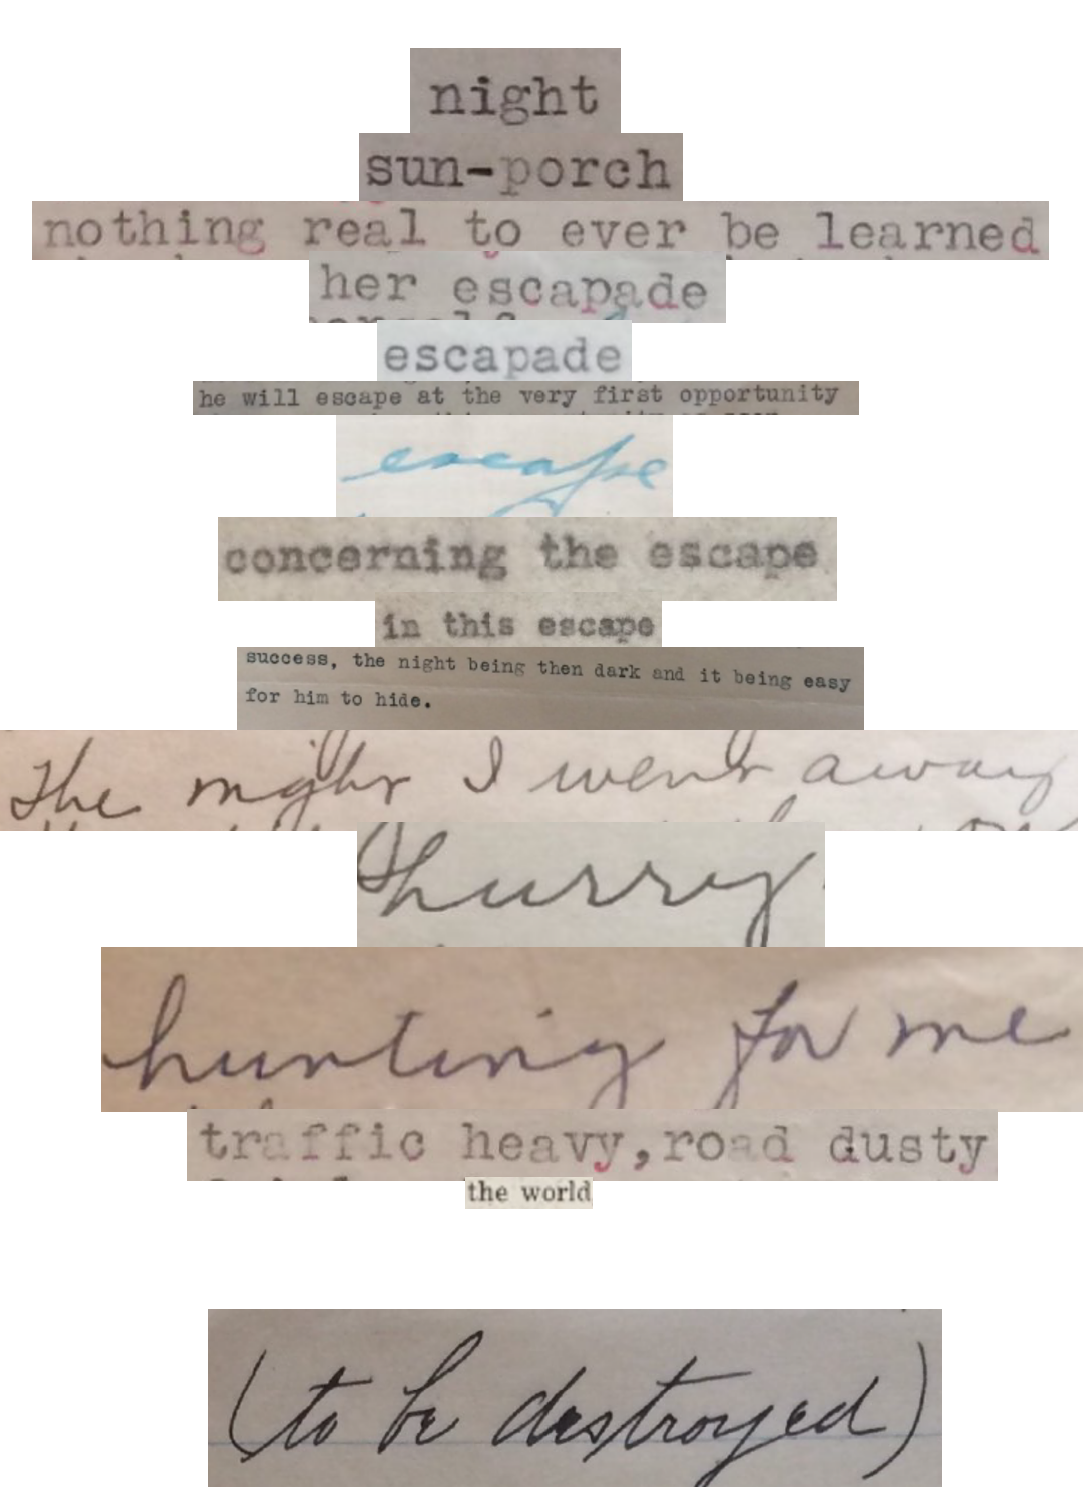 night
sun-porch
nothing real to ever be learned
her escapade
escapade
he will escape at the very first opportunity
escape
concerning the escape
in this escape
success, the night being then dark and it being easy
for him to hide.
The night I went away
hurry
hunting for me
traffic heavy,road dusty
the world
(to be destroyed)